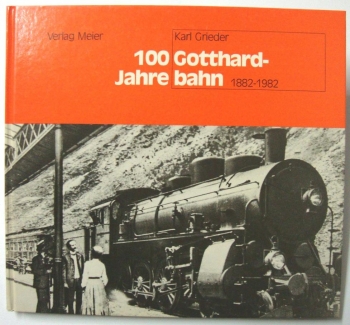 Verlag Meier
Karl Grieder
100 Gotthard-
Jahre bahn 1882-1982